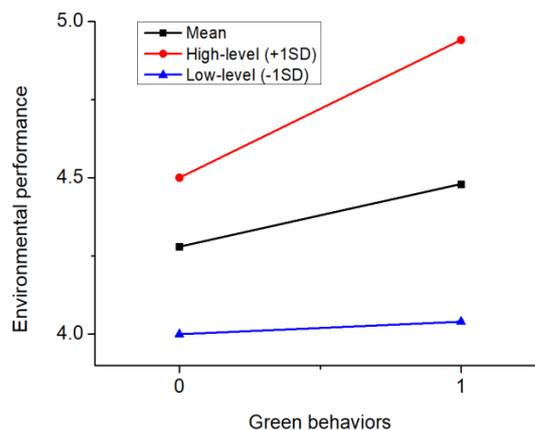 5.0
Mean
High-level (+1SD)
Low-level (-1SD)
4.5
4.0
Environmental performance
0
1
Green behaviors